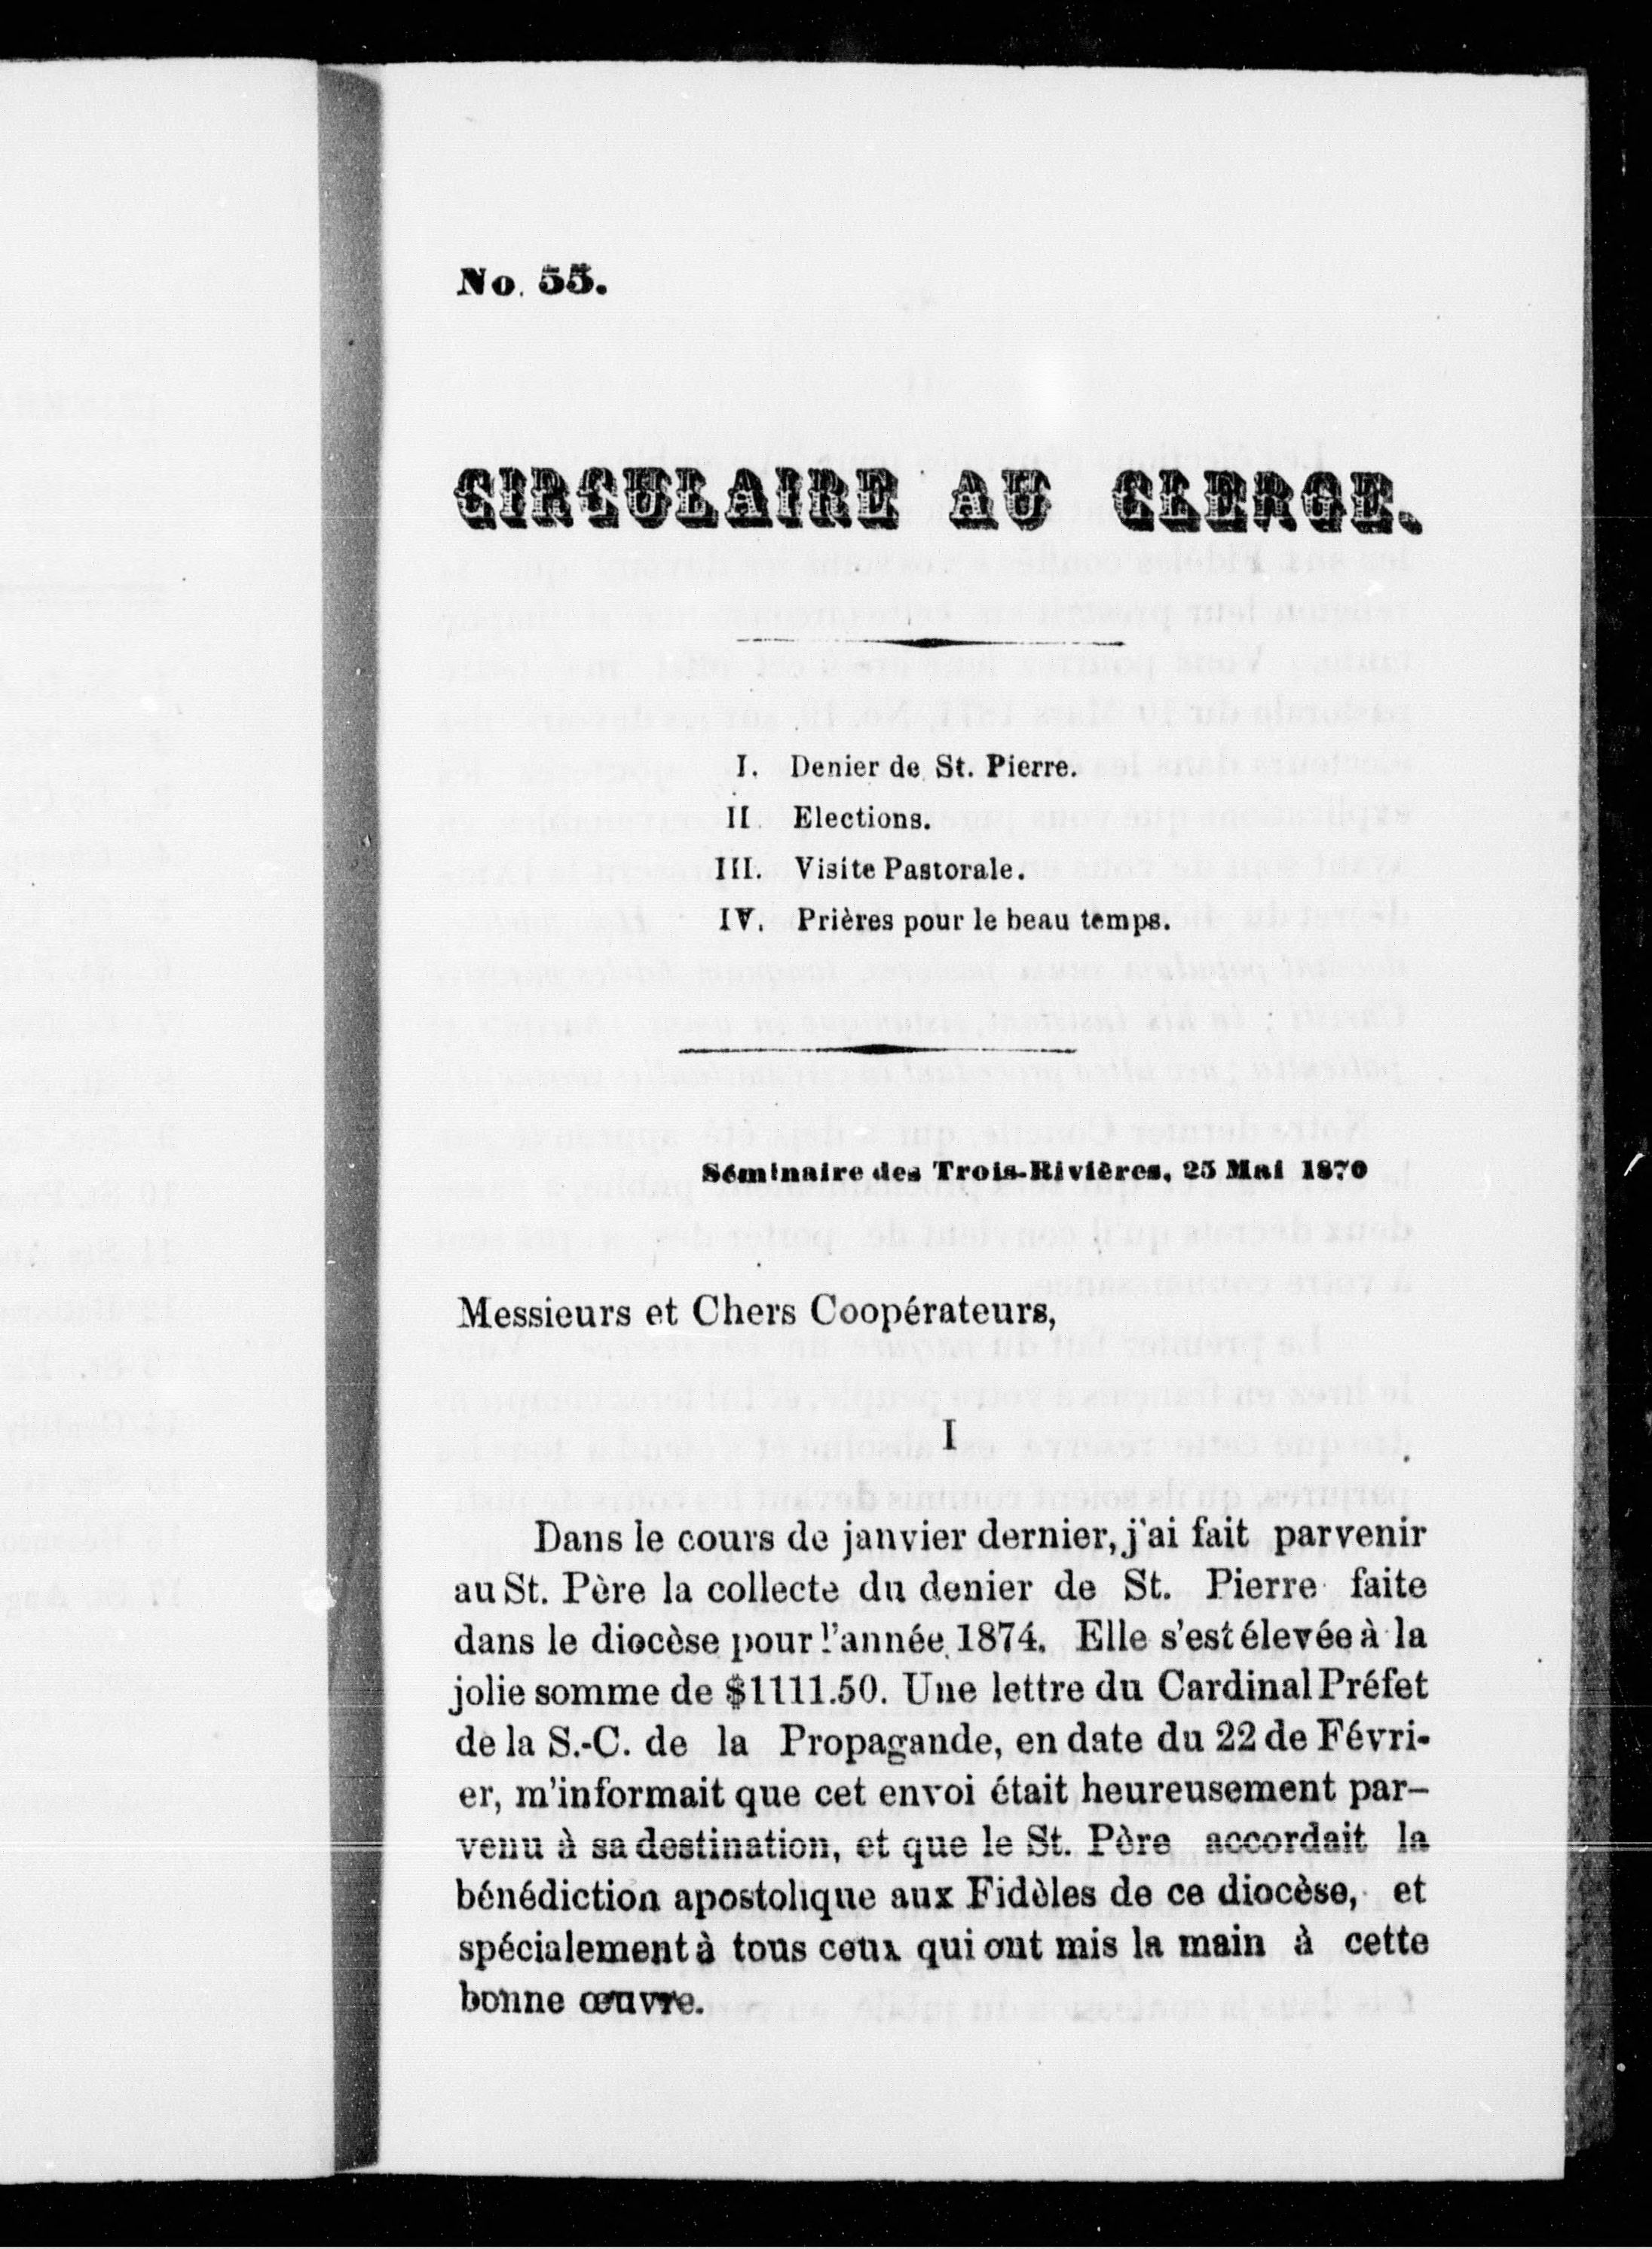 No. 55.
CIRCULAIRE AU CLERGE.
I. Denier de St. Pierre.
II. Elections.
III. Visite Pastorale.
IV. Prières pour le beau temps.
Séminaire des Trois-Rivières, 25 Mai 1870
Messieurs et Chers Coopérateurs,
I
Dans le cours de janvier dernier, j'ai fait parvenir
au St. Père la collecte du denier de St. Pierre faite
dans le diocèse pour l'année 1874. Elle s'est élevée à la
jolie somme de $1111.50. Une lettre du Cardinal Préfet
de la S.-C. de la Propagande, en date du 22 de Févri-
er, m'informait que cet envoi était heureusement par-
venu à sa destination, et que le St. Père accordait la
bénédiction apostolique aux Fidèles de ce diocèse, et
spécialement à tous ceux qui ont mis la main à cette
bonne œuvre.